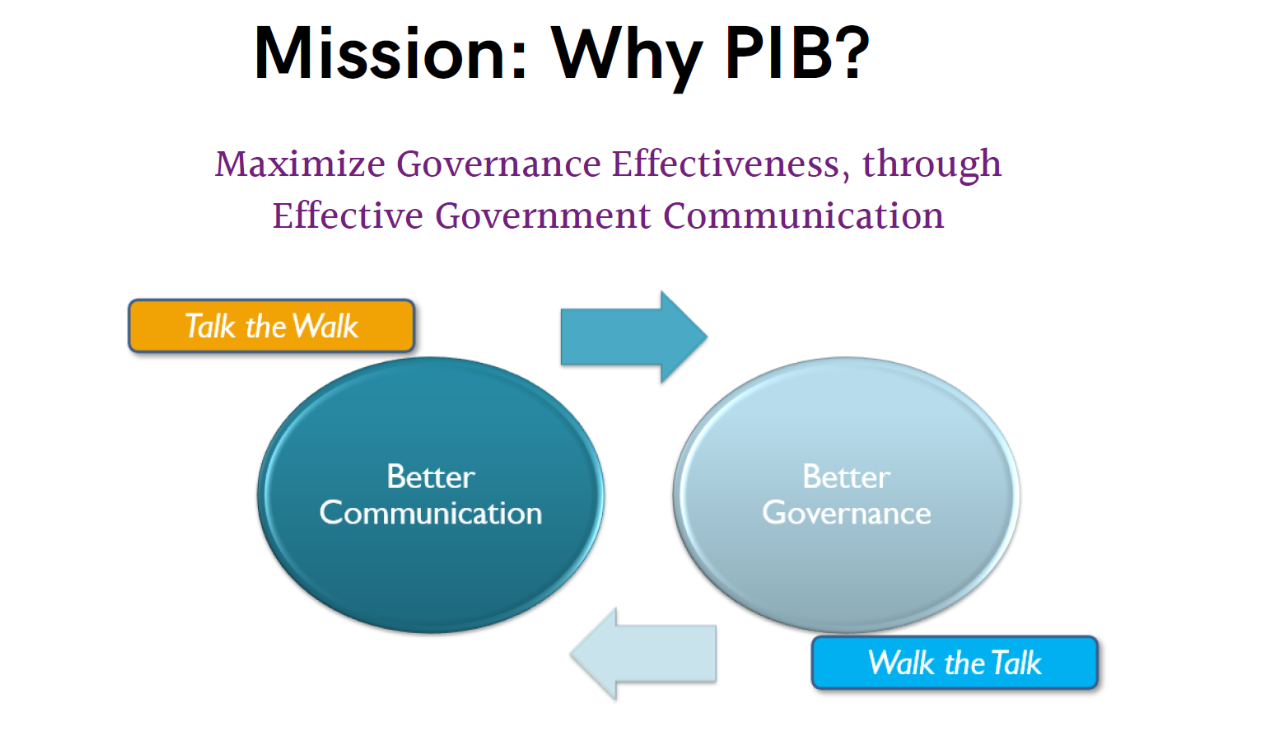 Mission: Why PIB?
Maximize Governance Effectiveness, through
Effective Government Communication
Talk the Walk
Better
Communication
Better
Governance
Walk the Talk